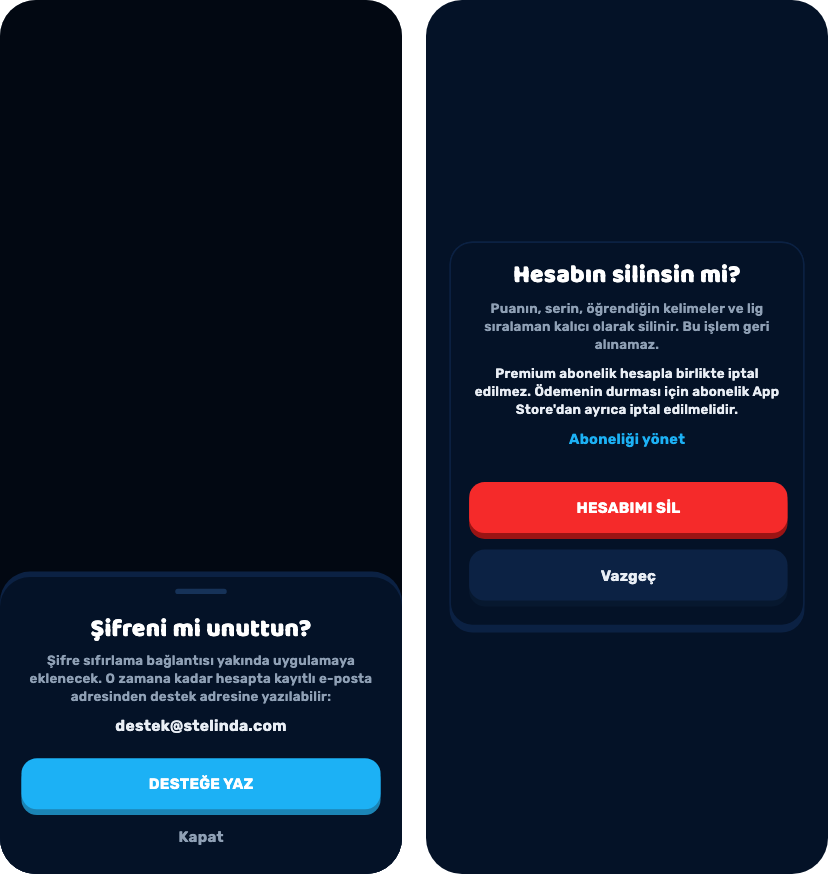 Şifreni mi unuttun?
Şifre sıfırlama bağlantısı yakında uygulamaya
eklenecek. O zamana kadar hesapta kayıtlı e-posta
adresinden destek adresine yazılabilir:
destek@stelinda.com
DESTEĞE YAZ
Kapat
Hesabın silinsin mi?
Puanın, serin, öğrendiğin kelimeler ve lig
sıralaman kalıcı olarak silinir. Bu işlem geri
alınamaz.
Premium abonelik hesapla birlikte iptal
edilmez. Ödemenin durması için abonelik App
Store'dan ayrıca iptal edilmelidir.
Aboneliği yönet
HESABIMI SİL
Vazgeç